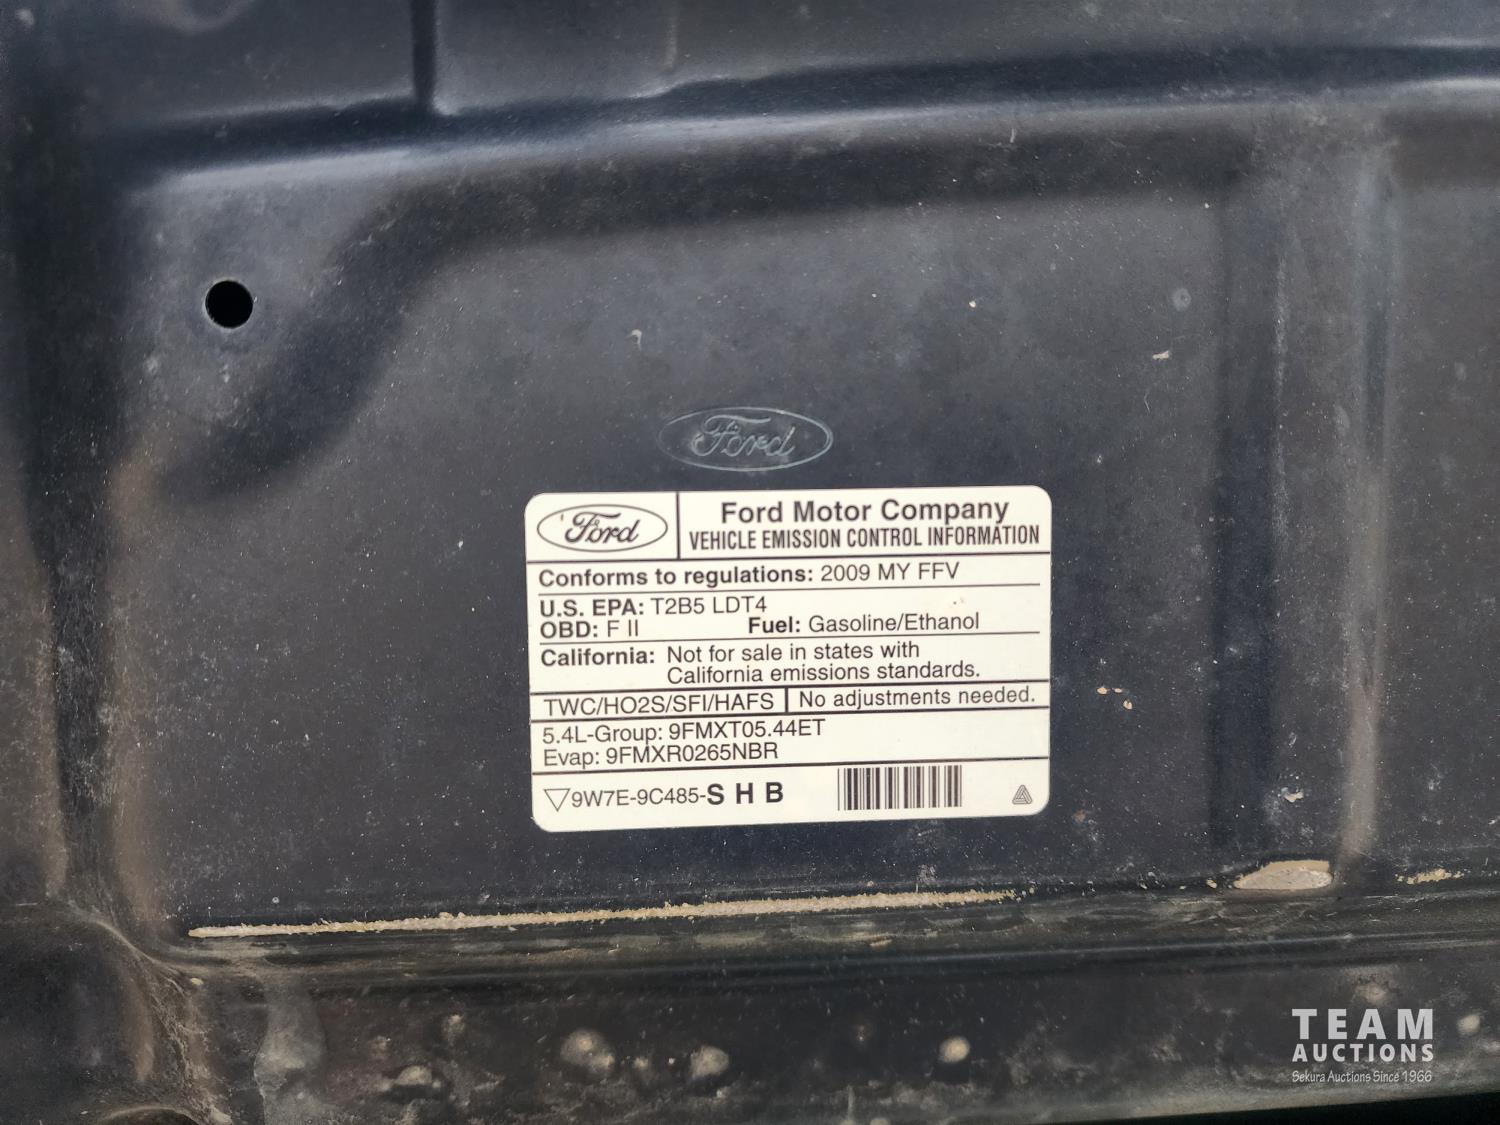 Ford
Ford
Ford Motor Company
VEHICLE EMISSION CONTROL INFORMATION
Conforms to regulations: 2009 MY FFV
U.S. EPA: T2B5 LDT4
OBD: F II Fuel: Gasoline/Ethanol
California: Not for sale in states with
California emissions standards.
TWC/HO2S/SFI/HAFS No adjustments needed.
5.4L-Group: 9FMXT05.44ET
Evap: 9FMXR0265NBR
9W7E-9C485-S H B
TEAM
AUCTIONS
Sekura Auctions Since 1966